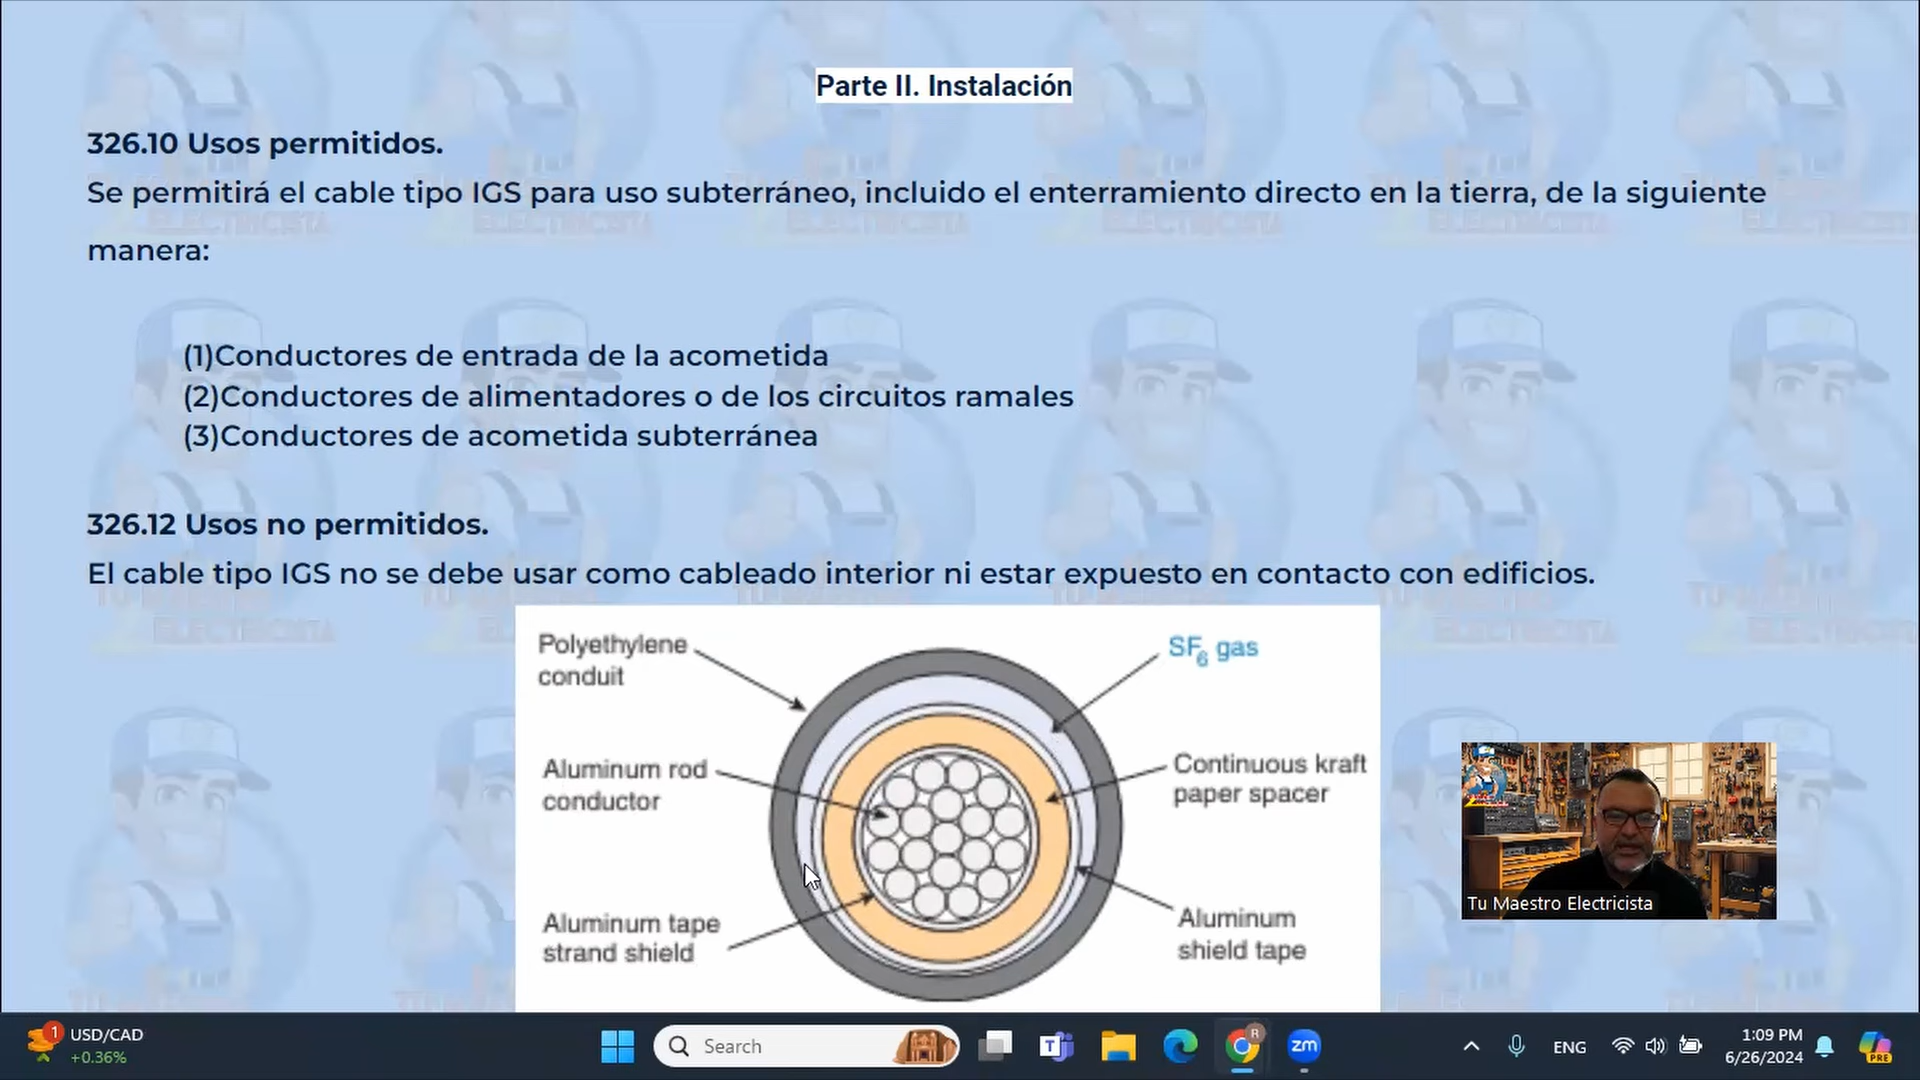 Parte II. Instalación
326.10 Usos permitidos.
Se permitirá el cable tipo IGS para uso subterráneo, incluido el enterramiento directo en la tierra, de la siguiente
manera:
(1)Conductores de entrada de la acometida
(2)Conductores de alimentadores o de los circuitos ramales
(3)Conductores de acometida subterránea
326.12 Usos no permitidos.
El cable tipo IGS no se debe usar como cableado interior ni estar expuesto en contacto con edificios.
Polyethylene
conduit
SF6 gas
Aluminum rod
conductor
Continuous kraft
paper spacer
Aluminum tape
strand shield
Aluminum
shield tape
Tu Maestro Electricista
1
USD/CAD
+0.36%
Search
T
R
zm
ENG
1:09 PM
6/26/2024
PRE